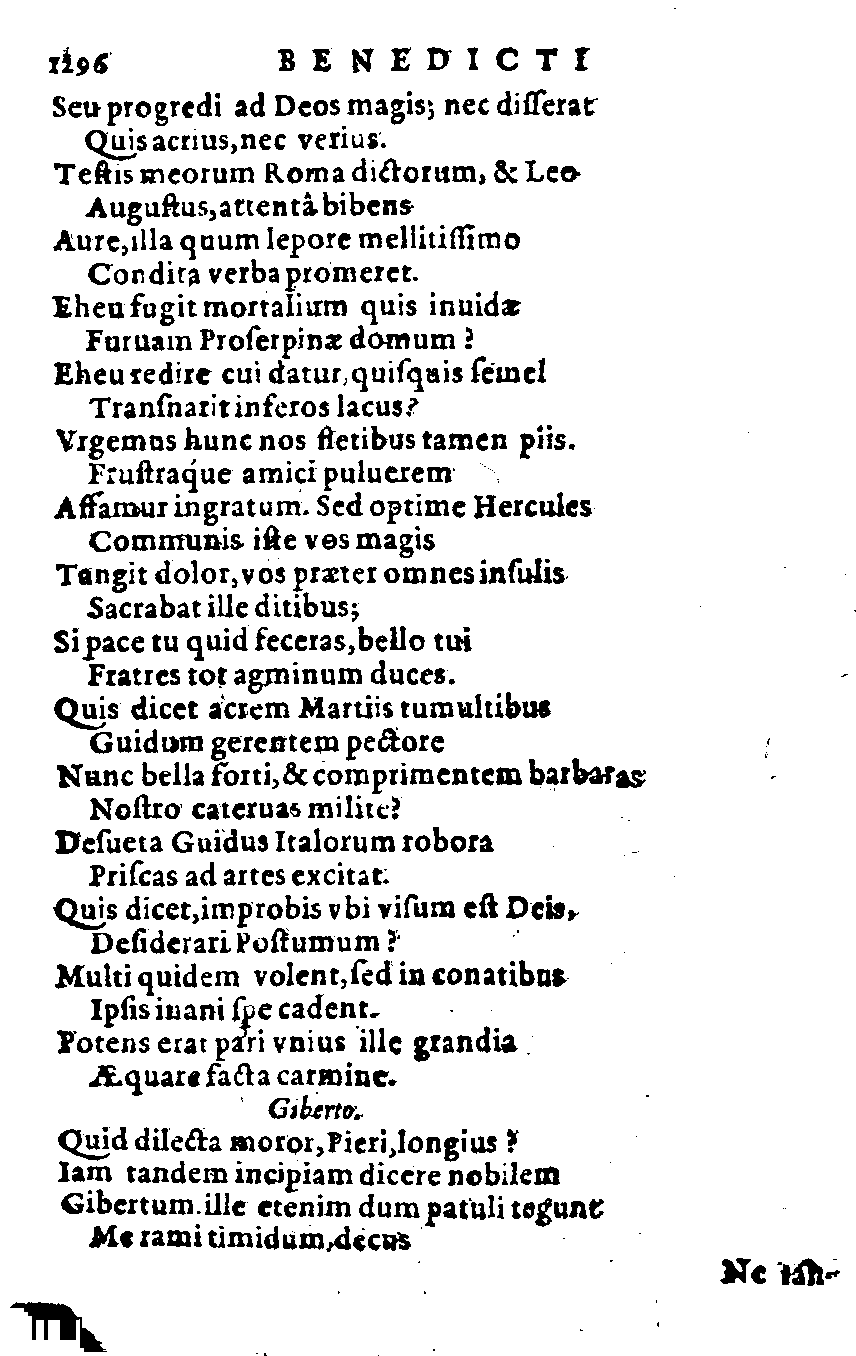 1296 BENEDICTI
Seu progredi ad Deos magis; nec disserat
Quis acrius, nec verius.
Teſtis meorum Roma dictorum, & Leo
Auguſtus, attentâ bibens
Aure, illa quum lepore mellitiſſimo
Condita verba promeret.
Eheu fugit mortalium quis inuidæ
Furuam Proſerpinæ domum?
Eheu redire cui datur, quiſquis ſemel
Tranſnarit inferos lacus?
Vrgemus hunc nos fletibus tamen piis.
Fruſtraq́ue amici puluerem
Affamur ingratum. Sed optime Hercules
Communis iſte vos magis
Tangit dolor, vos præter omnes inſulis
Sacrabat ille ditibus;
Si pace tu quid feceras, bello tui
Fratres tot agminum duces.
Quis dicet acrem Martiis tumultibus
Guidum gerentem pectore
Nunc bella forti, & comprimentem barbaras
Noſtro cateruas milite?
Deſueta Guidus Italorum robora
Priſcas ad artes excitat.
Quis dicet, improbis vbi viſum eſt Deis,
Deſiderari Poſtumum?
Multi quidem volent, ſed in conatibus
Ipſis inani ſpe cadent.
Potens erat pari vnius ille grandia
Æquare facta carmine.
Giberto.
Quid dilecta moror, Pieri, longius?
Iam tandem incipiam dicere nobilem
Gibertum. ille etenim dum patuli tegunt
Me rami timidum, decus
Ne